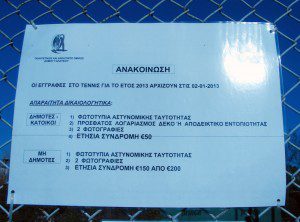 ΑΝΑΚΟΙΝΩΣΗ
ΟΙ ΕΓΓΡΑΦΕΣ ΣΤΟ ΤΕΝΝΙΣ ΓΙΑ ΤΟ ΕΤΟΣ 2013 ΑΡΧΙΖΟΥΝ ΣΤΙΣ 02-01-2013
ΑΠΑΡΑΙΤΗΤΑ ΔΙΚΑΙΟΛΟΓΗΤΙΚΑ:
ΔΗΜΟΤΕΣ - 1) ΦΩΤΟΤΥΠΙΑ ΑΣΤΥΝΟΜΙΚΗΣ ΤΑΥΤΟΤΗΤΑΣ
ΚΑΤΟΙΚΟΙ 2) ΠΡΟΣΦΑΤΟΣ ΛΟΓΑΡΙΑΣΜΟΣ ΔΕΚΟ Ή ΑΠΟΔΕΙΚΤΙΚΟ ΕΝΤΟΠΙΟΤΗΤΑΣ
3) 2 ΦΩΤΟΓΡΑΦΙΕΣ
4) ΕΤΗΣΙΑ ΣΥΝΔΡΟΜΗ €50
ΜΗ 1) ΦΩΤΟΤΥΠΙΑ ΑΣΤΥΝΟΜΙΚΗΣ ΤΑΥΤΟΤΗΤΑΣ
ΔΗΜΟΤΕΣ 2) 2 ΦΩΤΟΓΡΑΦΙΕΣ
3) ΕΤΗΣΙΑ ΣΥΝΔΡΟΜΗ €150 ΑΠΟ €200